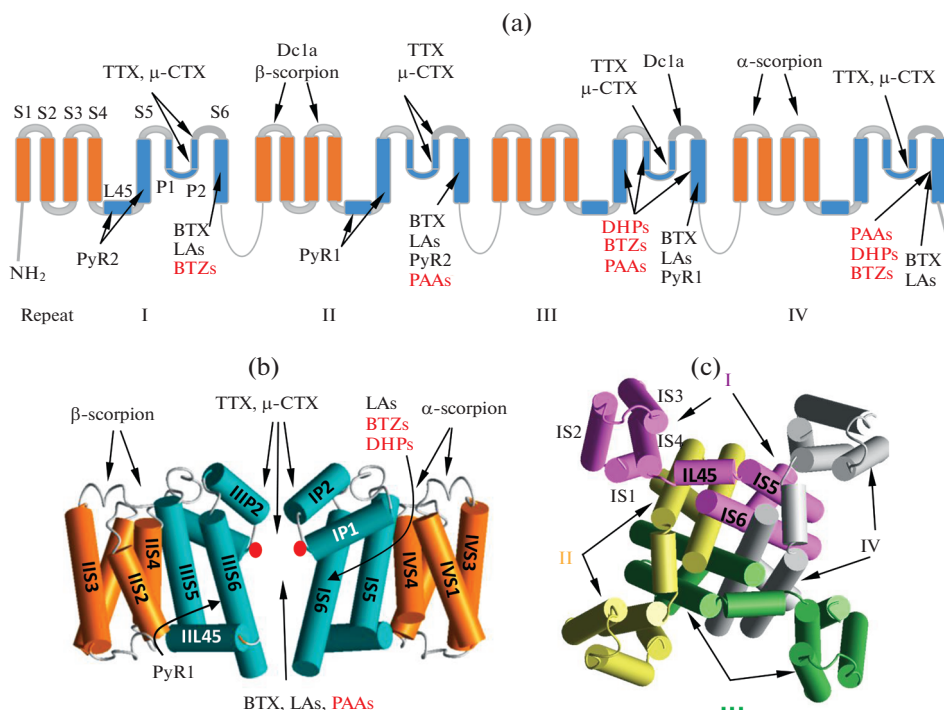 (a)
Dc1a
β-scorpion
TTX
μ-CTX
TTX, μ-CTX
TTX
μ-CTX
Dc1a
α-scorpion
TTX, μ-CTX
S1 S2 S3 S4 S5 S6
L45 P1 P2
PyR2
BTX
LAs
BTZs
PyR1
BTX
LAs
PyR2
PAAs
DHPs
BTZs
PAAs
BTX
LAs
PyR1
PAAs
DHPs
BTZs
BTX
LAs
NH2
Repeat I II III IV
(b)
β-scorpion
TTX, μ-CTX
LAs
BTZs
DHPs
α-scorpion
IIIP2
IP2
IP1
IIS3
IIS2
IIS4
IIIS5
IIIS6
IS6
IS5
IVS4
IVS1
IVS3
IIL45
PyR1
BTX, LAs, PAAs
(c)
I
IS3
IS2
IS4
IS1
IL45
IS5
IS6
II
IV
III